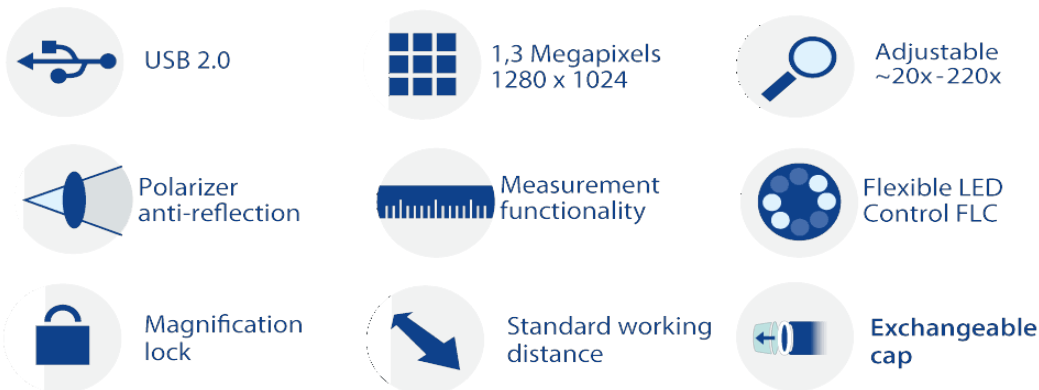 USB 2.0
1,3 Megapixels
1280 x 1024
Adjustable
~20x-220x
Polarizer
anti-reflection
Measurement
functionality
Flexible LED
Control FLC
Magnification
lock
Standard working
distance
Exchangeable
cap